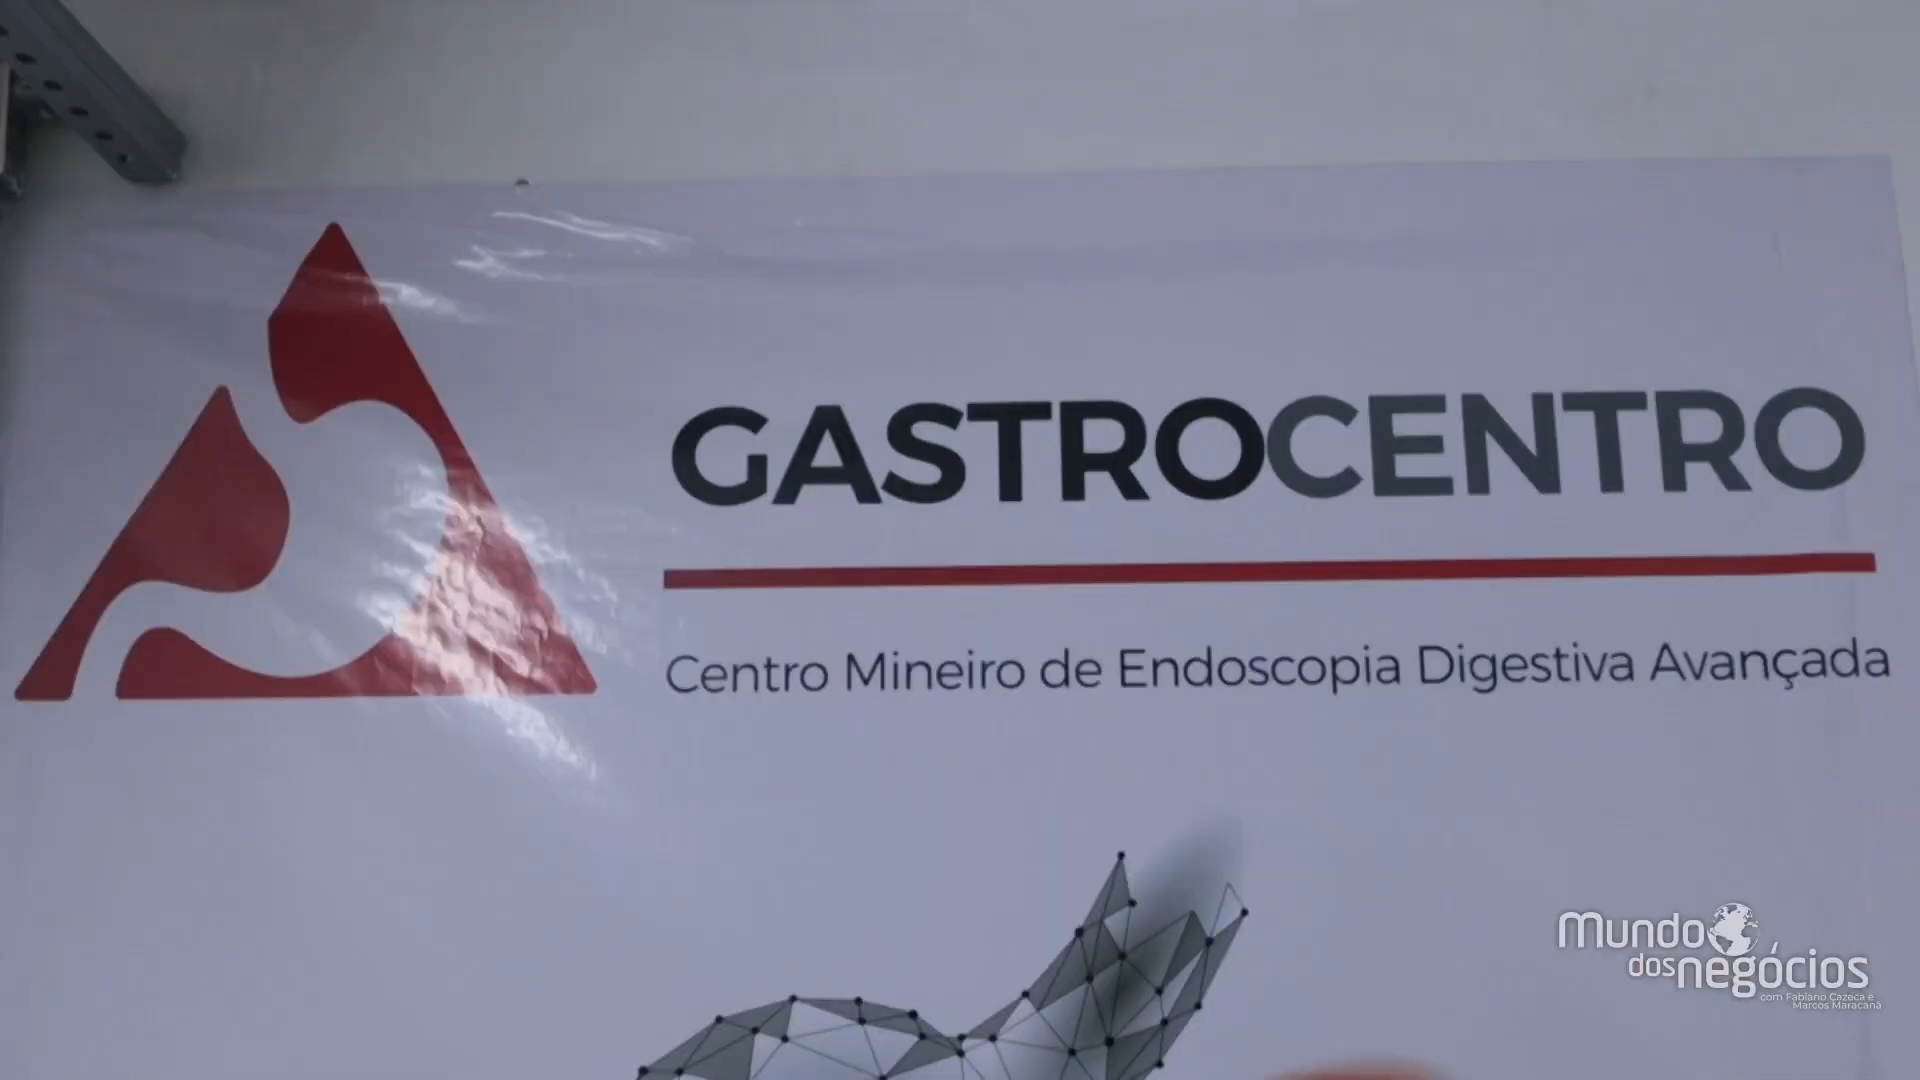 GASTROCENTRO
Centro Mineiro de Endoscopia Digestiva Avançada
Mundo
dos negócios
com Fabiano Cazeca e
Marcos Maracanã